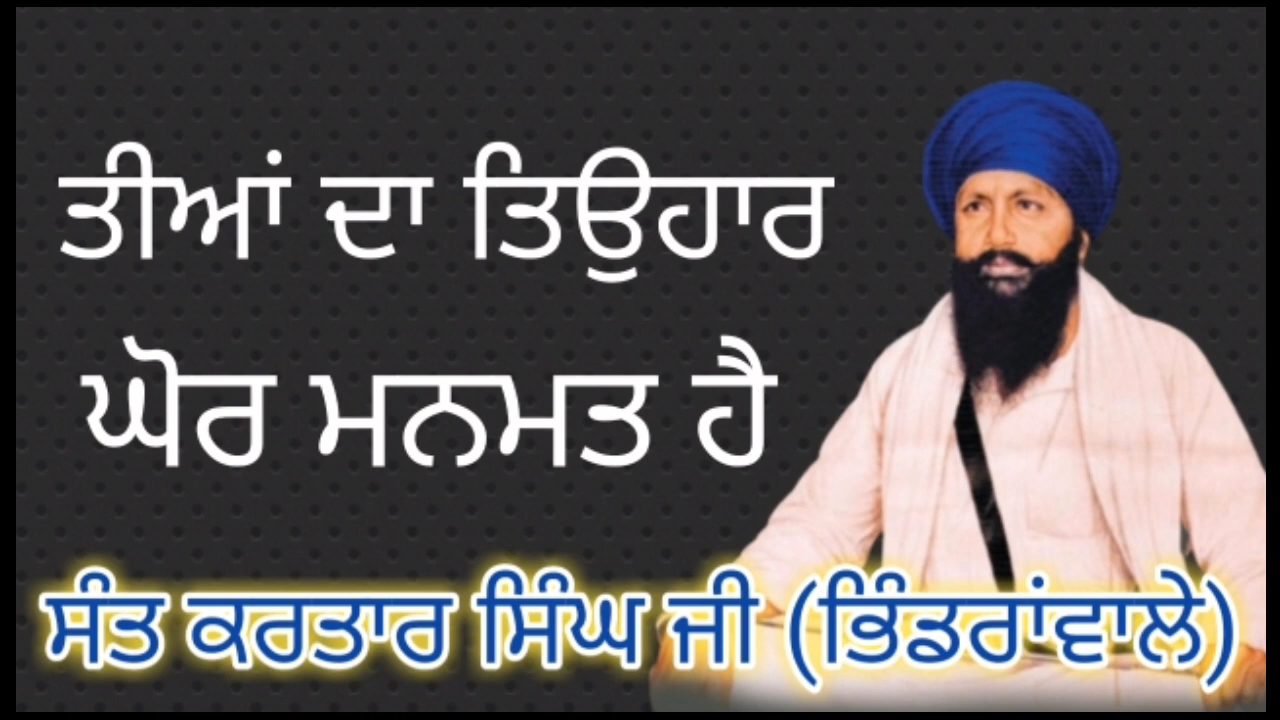 ਤੀਆਂ ਦਾ ਤਿਉਹਾਰ
ਘੋਰ ਮਨਮਤ ਹੈ
ਸੰਤ ਕਰਤਾਰ ਸਿੰਘ ਜੀ (ਭਿੰਡਰਾਂਵਾਲੇ)